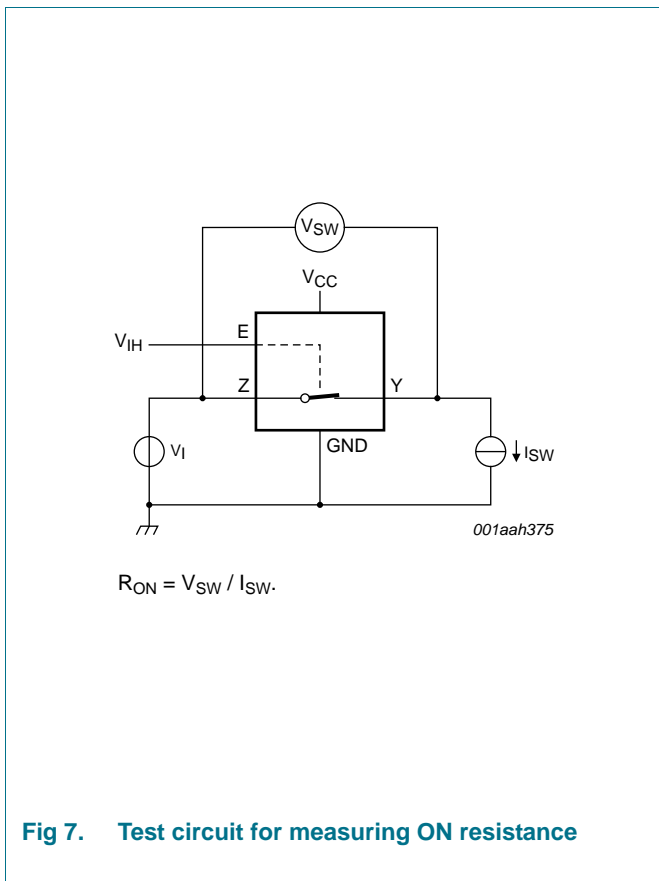 VSW
VCC
E
VIH
Z
Y
VI
GND
ISW
001aah375
RON = VSW / ISW.
Fig 7. Test circuit for measuring ON resistance